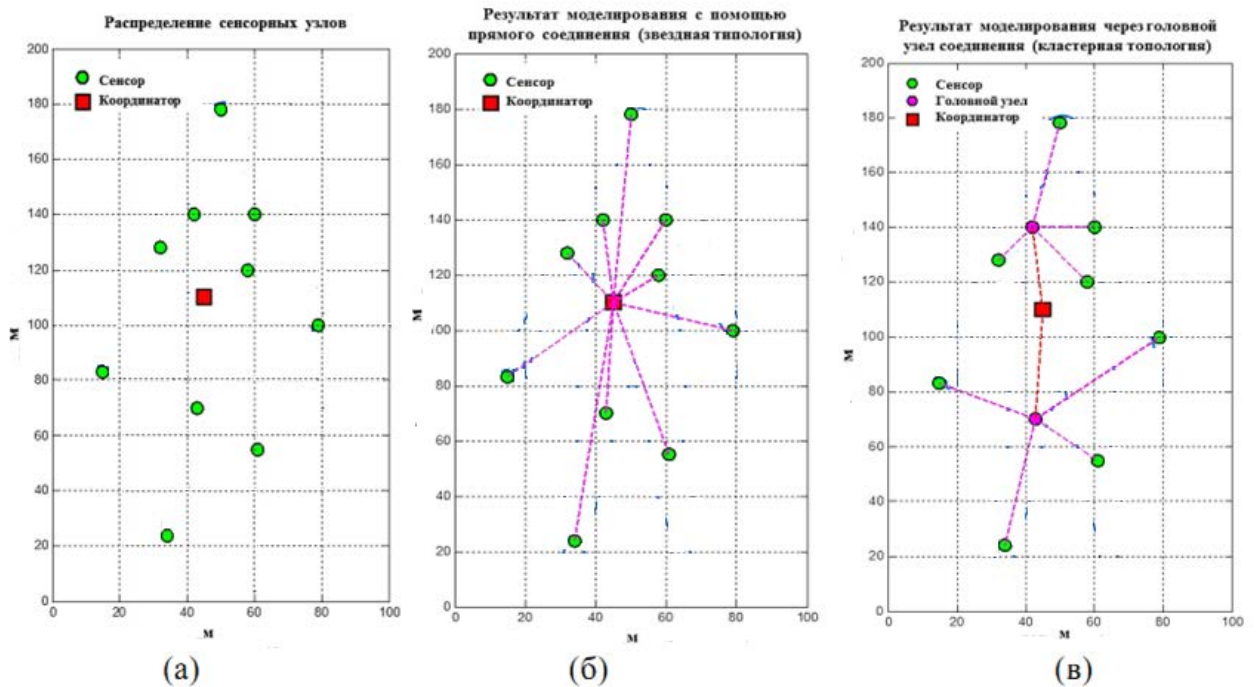 Распределение сенсорных узлов
200
180
160
140
120
100
80
60
40
20
0
м
Сенсор
Координатор
0 20 40 60 80 100
м
(а)
Результат моделирования с помощью
прямого соединения (звездная типология)
200
180
160
140
120
100
80
60
40
20
0
м
Сенсор
Координатор
0 20 40 60 80 100
м
(б)
Результат моделирования через головной
узел соединения (кластерная топология)
200
180
160
140
120
100
80
60
40
20
0
м
Сенсор
Головной узел
Координатор
0 20 40 60 80 100
м
(в)